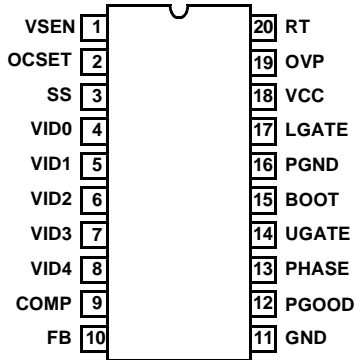 VSEN 1 20 RT
OCSET 2 19 OVP
SS 3 18 VCC
VID0 4 17 LGATE
VID1 5 16 PGND
VID2 6 15 BOOT
VID3 7 14 UGATE
VID4 8 13 PHASE
COMP 9 12 PGOOD
FB 10 11 GND